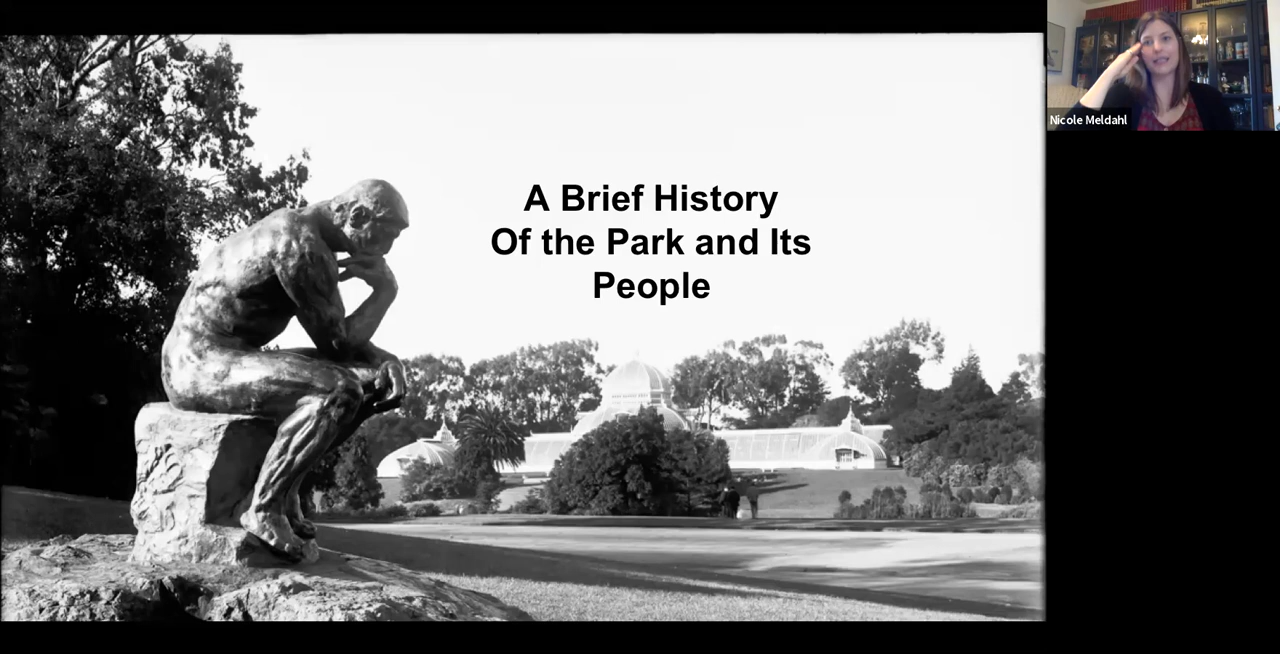 A Brief History
Of the Park and Its
People
Nicole Meldahl